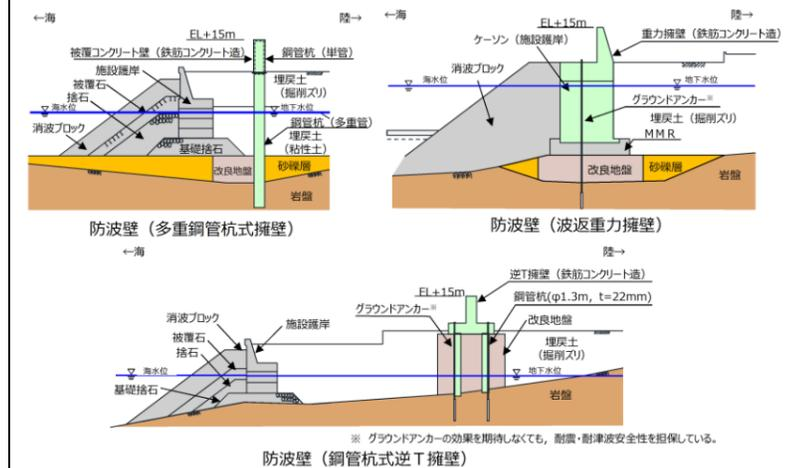 ←海
陸→
EL+15m
被覆コンクリート壁（鉄筋コンクリート造）
鋼管杭（単管）
施設護岸
埋戻土
（掘削ズリ）
被覆石
捨石
海水位
地下水位
鋼管杭（多重管）
消波ブロック
埋戻土
（粘性土）
基礎捨石
改良地盤
砂礫層
岩盤
防波壁（多重鋼管杭式擁壁）
←海
陸→
EL+15m
重力擁壁（鉄筋コンクリート造）
ケーソン（施設護岸）
消波ブロック
海水位
地下水位
グラウンドアンカー※
埋戻土（掘削ズリ）
MMR
改良地盤
砂礫層
岩盤
防波壁（波返重力擁壁）
←海
陸→
逆T擁壁（鉄筋コンクリート造）
EL+15m
鋼管杭(φ1.3m, t=22mm)
グラウンドアンカー※
改良地盤
消波ブロック
施設護岸
被覆石
埋戻土
（掘削ズリ）
捨石
海水位
地下水位
基礎捨石
岩盤
※ グラウンドアンカーの効果を期待しなくても，耐震・耐津波安全性を担保している。
防波壁（鋼管杭式逆T擁壁）